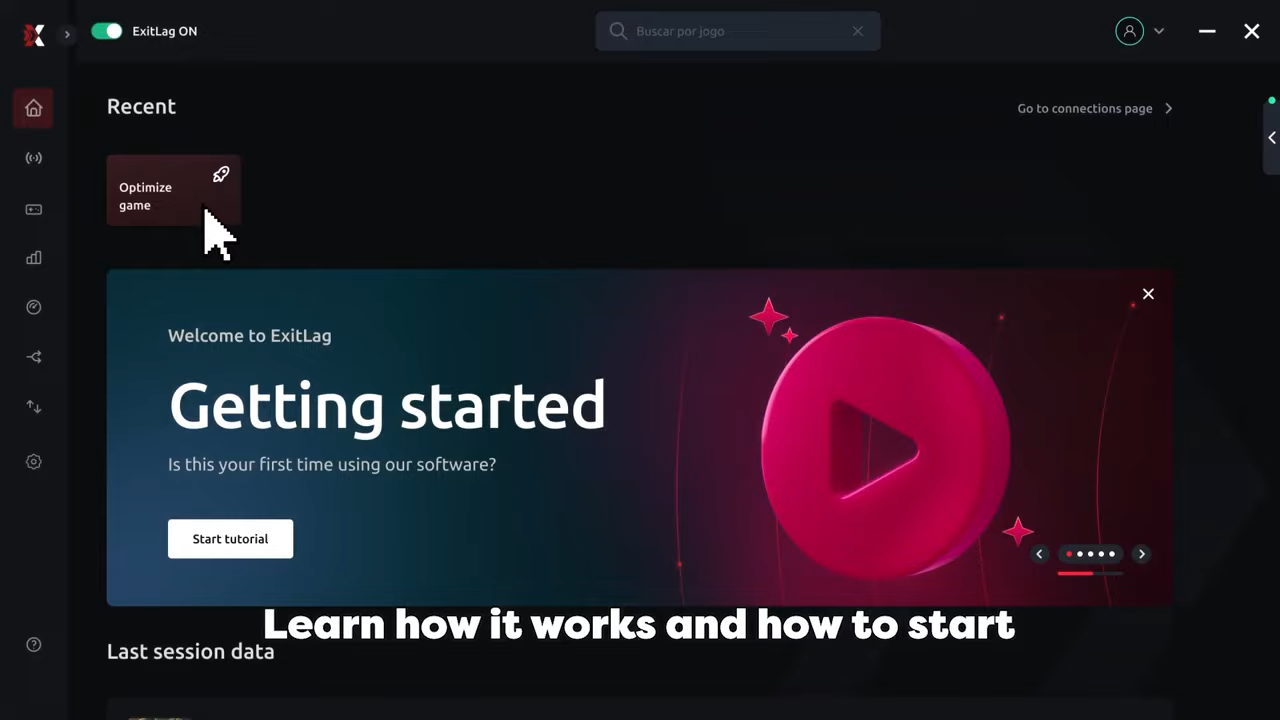 ExitLag ON
Buscar por jogo
Recent
Go to connections page
Optimize
game
Welcome to ExitLag
Getting started
Is this your first time using our software?
Start tutorial
Learn how it works and how to start
Last session data